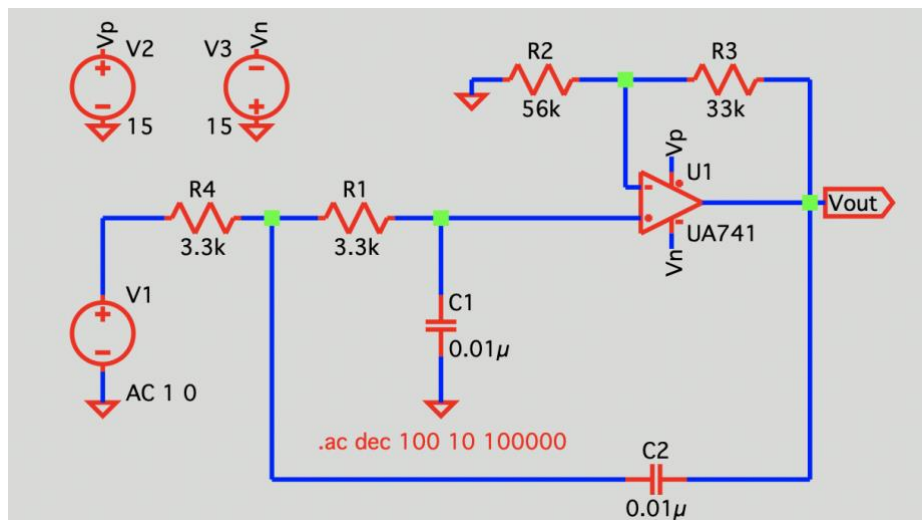 Vp
V2
15
V3
Vn
15
R2
56k
R3
33k
Vp
U1
UA741
Vn
Vout
R4
3.3k
R1
3.3k
V1
AC 1 0
C1
0.01µ
.ac dec 100 10 100000
C2
0.01µ